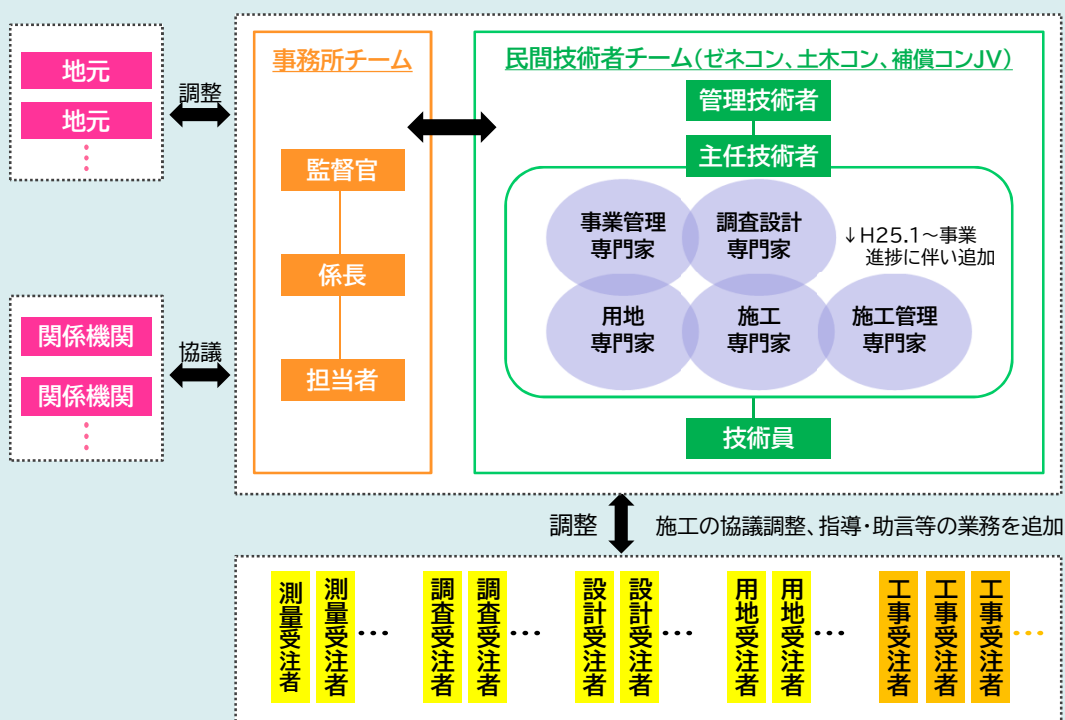 地元
地元
調整
関係機関
関係機関
協議
事務所チーム
監督官
係長
担当者
民間技術者チーム(ゼネコン、土木コン、補償コンJV)
管理技術者
主任技術者
事業管理
専門家
調査設計
専門家
↓H25.1～事業
進捗に伴い追加
用地
専門家
施工
専門家
施工管理
専門家
技術員
調整
施工の協議調整、指導・助言等の業務を追加
測量受注者
測量受注者
…
調査受注者
調査受注者
…
設計受注者
設計受注者
…
用地受注者
用地受注者
…
工事受注者
工事受注者
工事受注者
…